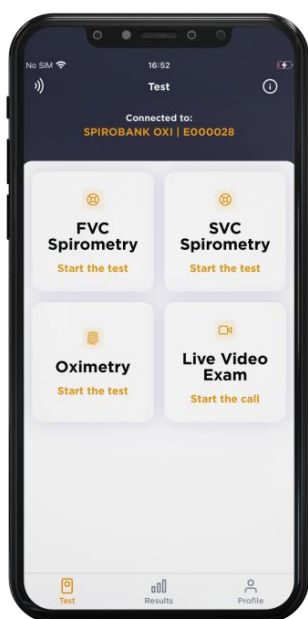 No SIM 16:52
Test
Connected to:
SPIROBANK OXI | E000028
FVC
Spirometry
Start the test
SVC
Spirometry
Start the test
Oximetry
Start the test
Live Video
Exam
Start the call
Test Results Profile